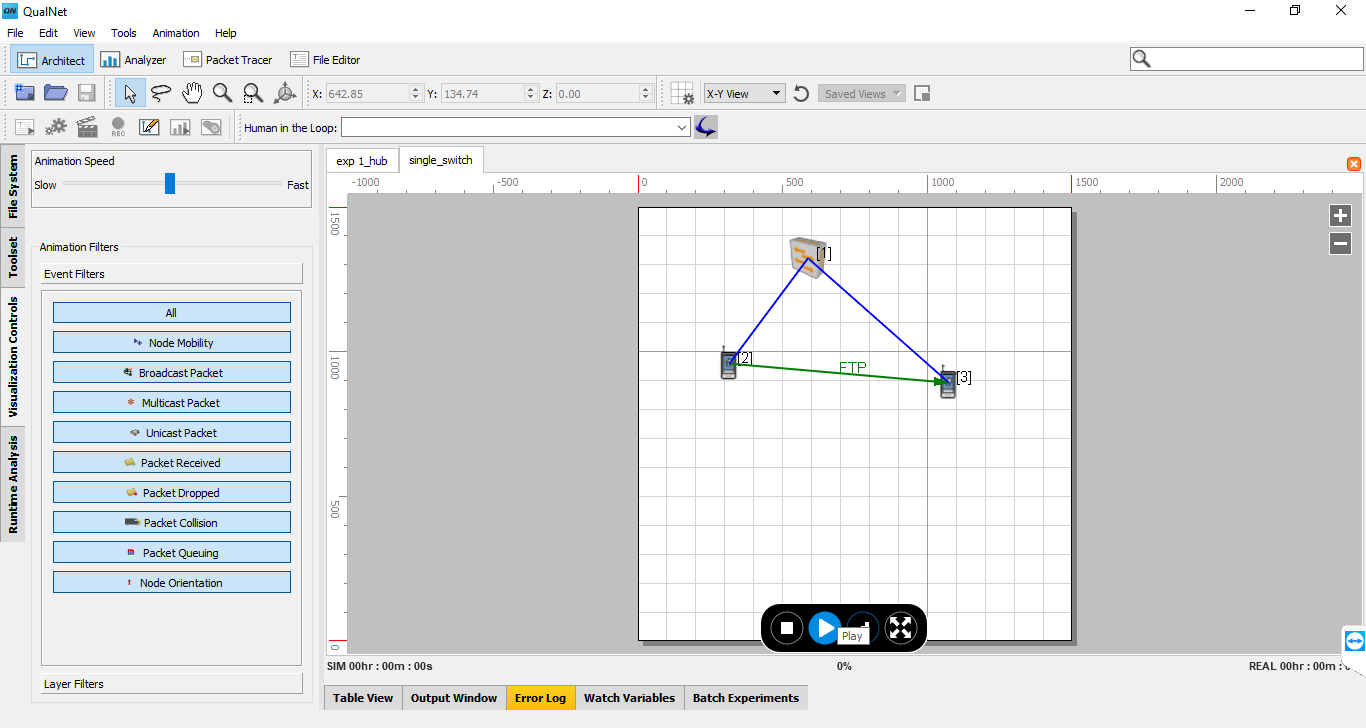 QN QualNet
File Edit View Tools Animation Help
Architect Analyzer Packet Tracer File Editor
X: 642.85 Y: 134.74 Z: 0.00 X-Y View Saved Views
REC Human in the Loop:
File System
Toolset
Visualization Controls
Runtime Analysis
Animation Speed
Slow Fast
Animation Filters
Event Filters
All
Node Mobility
Broadcast Packet
Multicast Packet
Unicast Packet
Packet Received
Packet Dropped
Packet Collision
Packet Queuing
Node Orientation
Layer Filters
exp 1_hub single_switch
-1000 -500 0 500 1000 1500 2000
1500
1000
500
0
[1]
[2]
FTP
[3]
Play
SIM 00hr : 00m : 00s 0% REAL 00hr : 00m :
Table View Output Window Error Log Watch Variables Batch Experiments